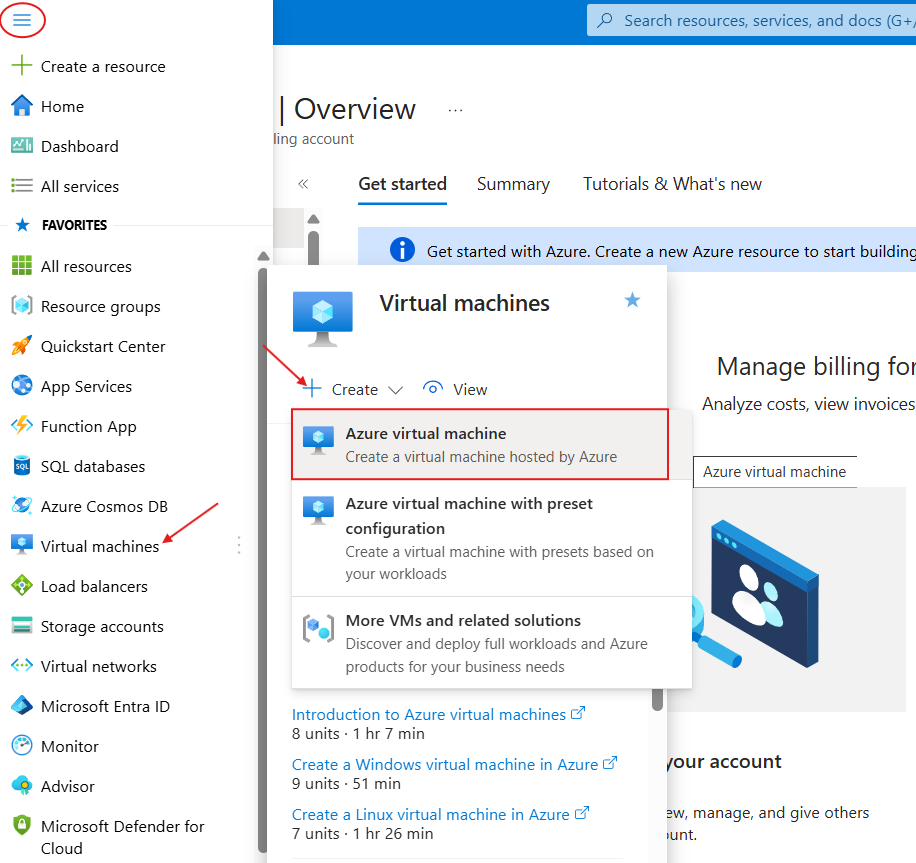 Search resources, services, and docs (G+/
Create a resource
Home
Dashboard
All services
FAVORITES
All resources
Resource groups
Quickstart Center
App Services
Function App
SQL databases
Azure Cosmos DB
Virtual machines
Load balancers
Storage accounts
Virtual networks
Microsoft Entra ID
Monitor
Advisor
Microsoft Defender for
Cloud
| Overview ...
ling account
« Get started Summary Tutorials & What's new
Get started with Azure. Create a new Azure resource to start building
Virtual machines
Create View
Azure virtual machine
Create a virtual machine hosted by Azure
Azure virtual machine with preset
configuration
Create a virtual machine with presets based on
your workloads
More VMs and related solutions
Discover and deploy full workloads and Azure
products for your business needs
Introduction to Azure virtual machines
8 units · 1 hr 7 min
Create a Windows virtual machine in Azure
9 units · 51 min
Create a Linux virtual machine in Azure
7 units · 1 hr 26 min
Manage billing for
Analyze costs, view invoices
Azure virtual machine
your account
ew, manage, and give others
unt.